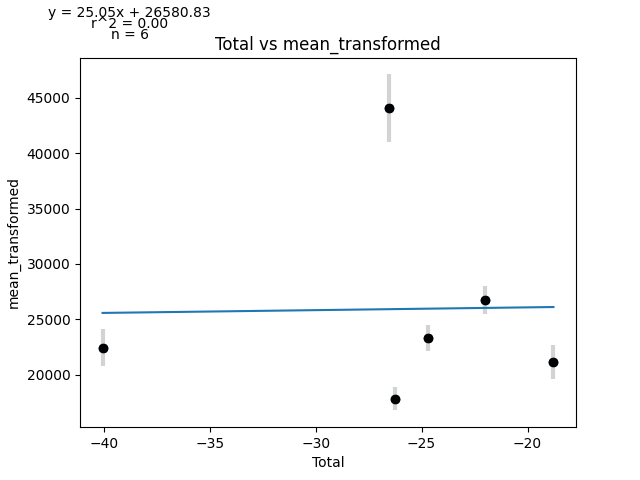 y = 25.05x + 26580.83
r^2 = 0.00
n = 6
Total vs mean_transformed
45000
40000
35000
30000
25000
20000
mean_transformed
−40
−35
−30
−25
−20
Total